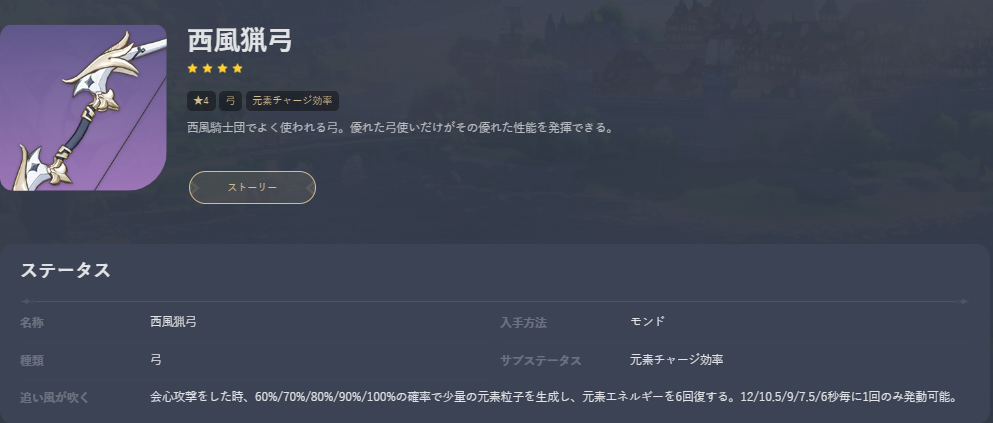 西風猟弓
★4 弓 元素チャージ効率
西風騎士団でよく使われる弓。優れた弓使いだけがその優れた性能を発揮できる。
ストーリー
ステータス
名称 西風猟弓 入手方法 モンド
種類 弓 サブステータス 元素チャージ効率
追い風が吹く 会心攻撃をした時、60%/70%/80%/90%/100%の確率で少量の元素粒子を生成し、元素エネルギーを6回復する。12/10.5/9/7.5/6秒毎に1回のみ発動可能。